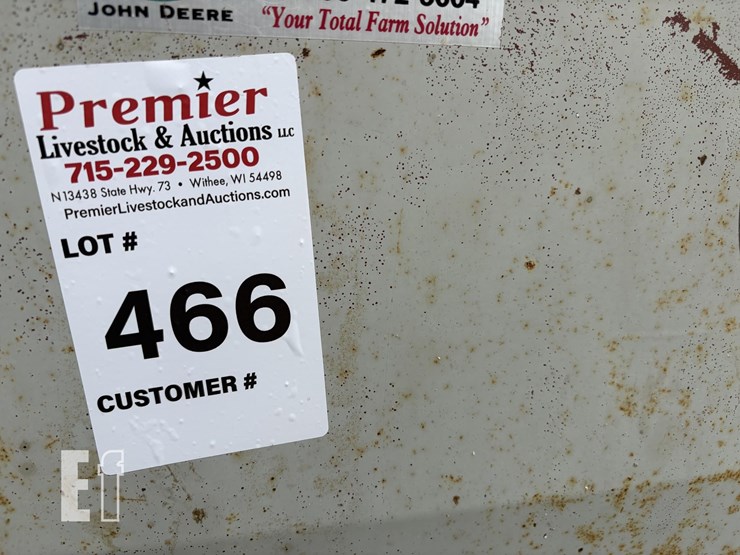 JOHN DEERE
"Your Total Farm Solution"
Premier
Livestock & Auctions LLC
715-229-2500
N13438 State Hwy. 73 • Withee, WI 54498
PremierLivestockandAuctions.com
LOT #
466
CUSTOMER #
Ei